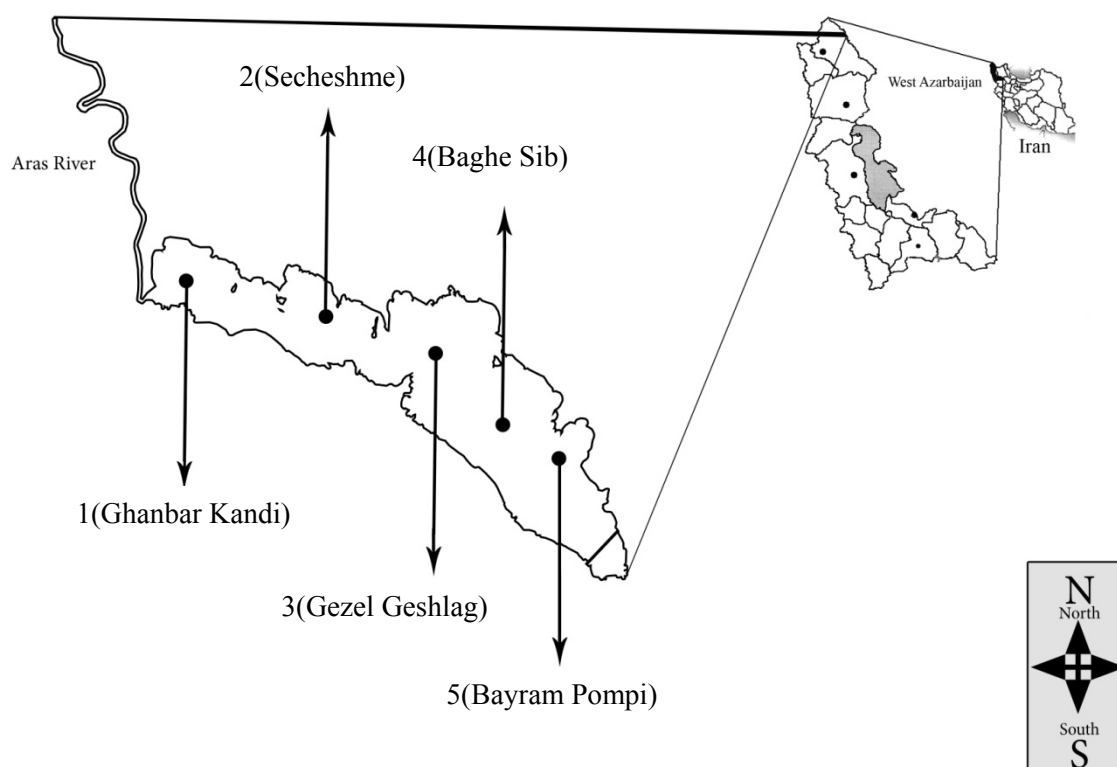 2(Secheshme)
West Azarbaijan
4(Baghe Sib)
Iran
Aras River
1(Ghanbar Kandi)
3(Gezel Geshlag)
5(Bayram Pompi)
N
North
South
S